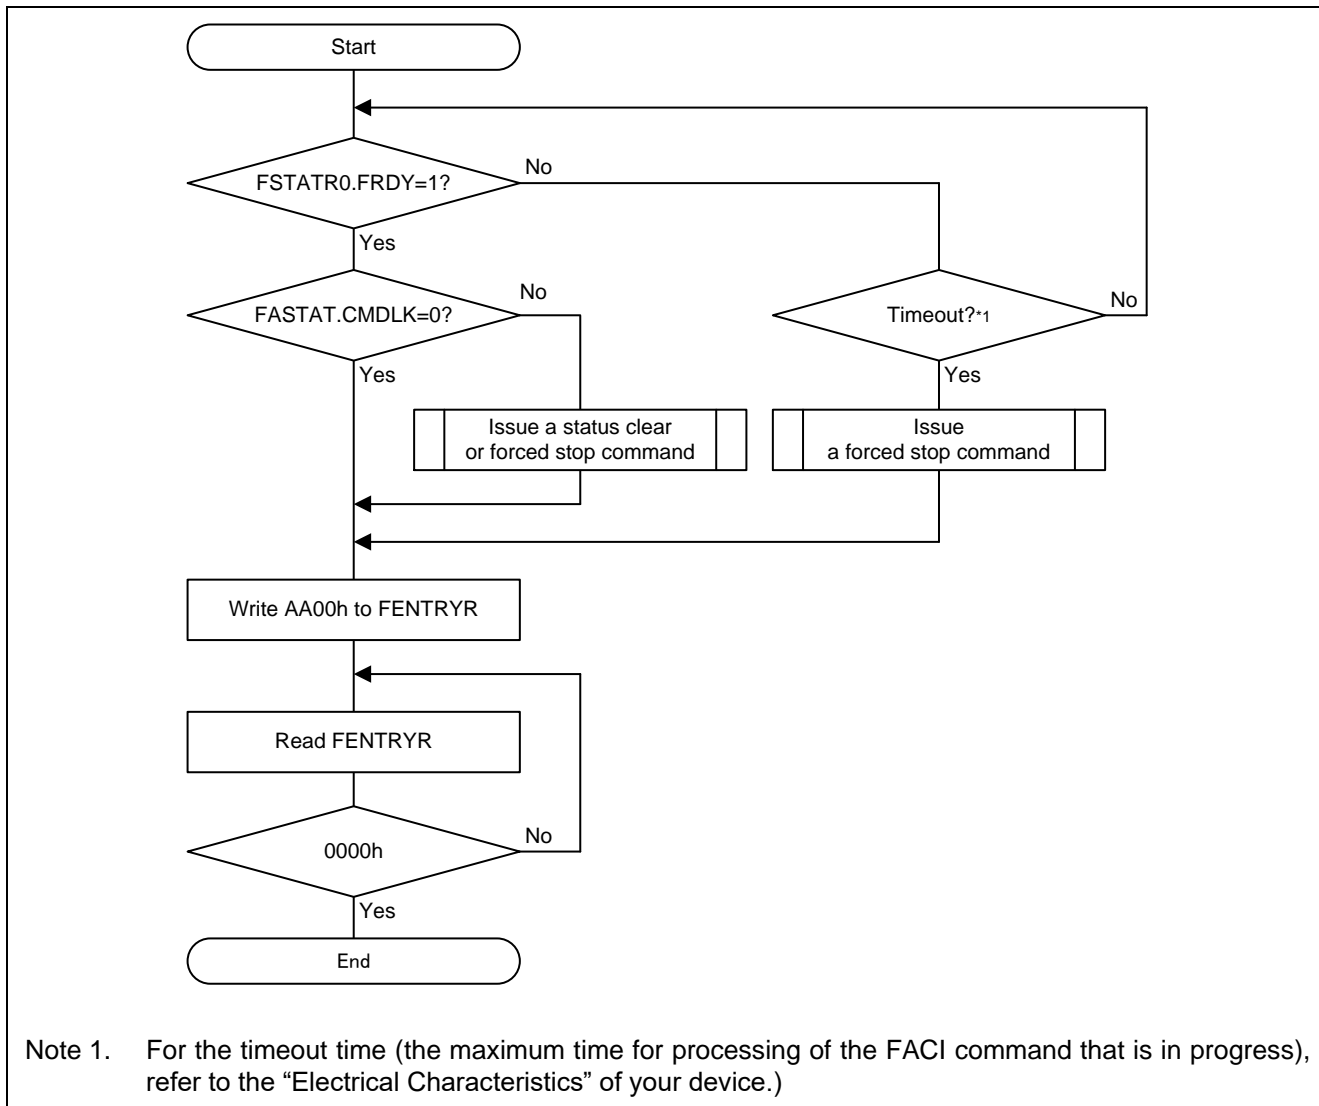 Start
FSTATR0.FRDY=1?
No
Yes
FASTAT.CMDLK=0?
No
Timeout?*1
No
Yes
Yes
Issue a status clear
or forced stop command
Issue
a forced stop command
Write AA00h to FENTRYR
Read FENTRYR
0000h
No
Yes
End
Note 1. For the timeout time (the maximum time for processing of the FACI command that is in progress),
refer to the “Electrical Characteristics” of your device.)